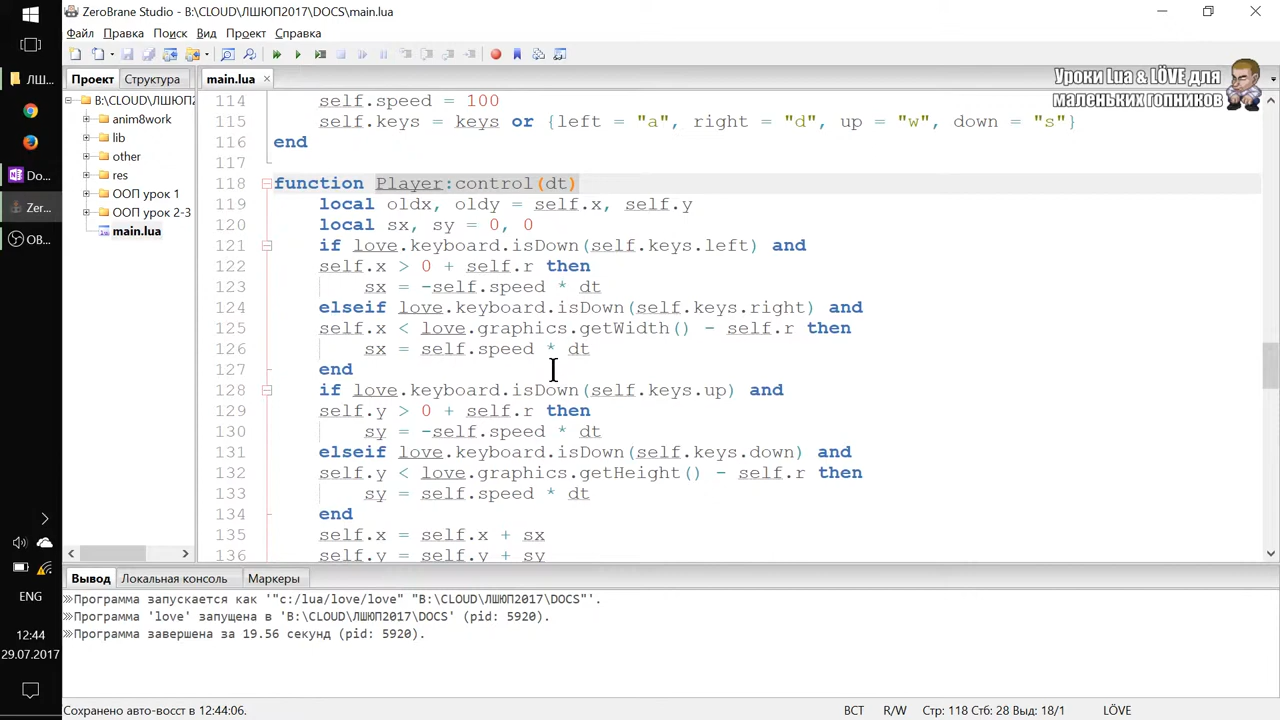 ZeroBrane Studio - B:\CLOUD\ЛШЮП2017\DOCS\main.lua
Файл Правка Поиск Вид Проект Справка
Проект Структура
main.lua
Уроки Lua & LÖVE для
маленьких гопников
B:\CLOUD\ЛШЮП2
anim8work
lib
other
res
ООП урок 1
ООП урок 2-3
main.lua
114 self.speed = 100
115 self.keys = keys or {left = "a", right = "d", up = "w", down = "s"}
116 end
117
118 function Player:control(dt)
119 local oldx, oldy = self.x, self.y
120 local sx, sy = 0, 0
121 if love.keyboard.isDown(self.keys.left) and
122 self.x > 0 + self.r then
123 sx = -self.speed * dt
124 elseif love.keyboard.isDown(self.keys.right) and
125 self.x < love.graphics.getWidth() - self.r then
126 sx = self.speed * dt
127 end
128 if love.keyboard.isDown(self.keys.up) and
129 self.y > 0 + self.r then
130 sy = -self.speed * dt
131 elseif love.keyboard.isDown(self.keys.down) and
132 self.y < love.graphics.getHeight() - self.r then
133 sy = self.speed * dt
134 end
135 self.x = self.x + sx
136 self.y = self.y + sy
Вывод Локальная консоль Маркеры
Программа запускается как '"c:/lua/love/love" "B:\CLOUD\ЛШЮП2017\DOCS"'.
Программа 'love' запущена в 'B:\CLOUD\ЛШЮП2017\DOCS' (pid: 5920).
Программа завершена за 19.56 секунд (pid: 5920).
Сохранено авто-восст в 12:44:06. ВСТ R/W Стр: 118 Стб: 28 Выд: 18/1 LÖVE
ЛШ...
Do...
Zer...
OB...
ENG
12:44
29.07.2017